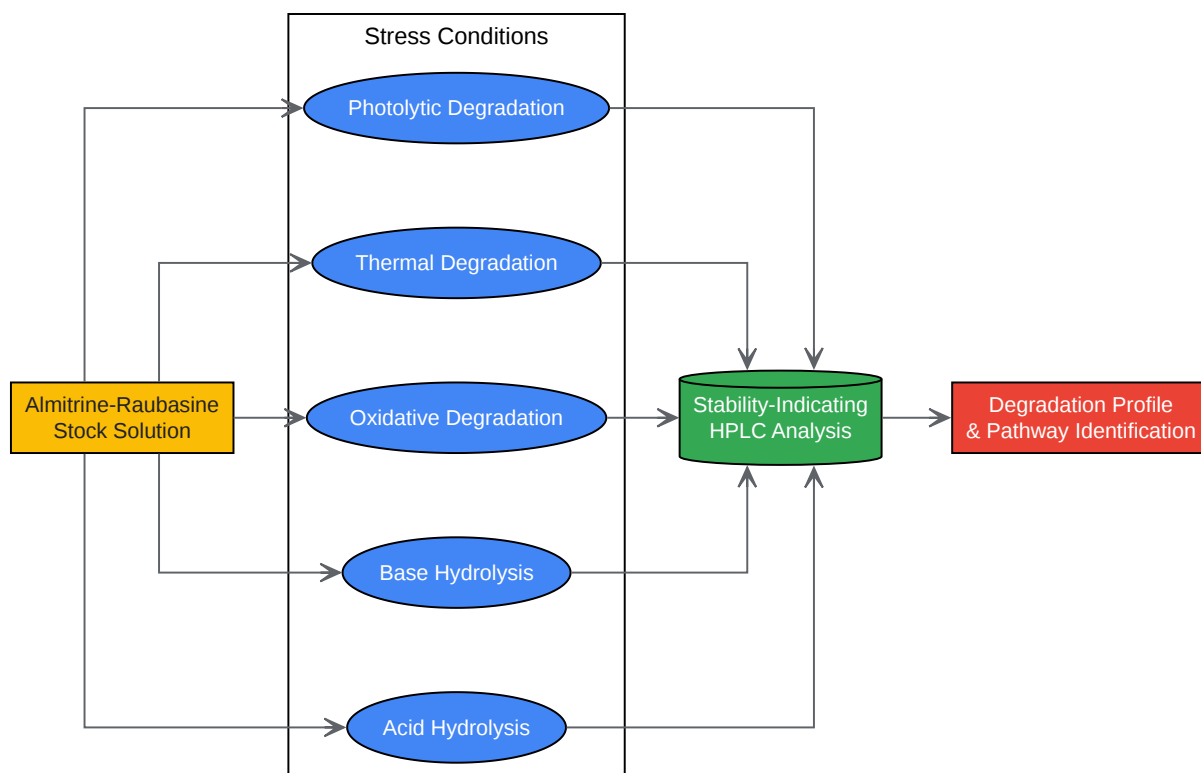 Stress Conditions
Photolytic Degradation
Thermal Degradation
Almitrine-Raubasine
Stock Solution
Oxidative Degradation
Stability-Indicating
HPLC Analysis
Degradation Profile
& Pathway Identification
Base Hydrolysis
Acid Hydrolysis